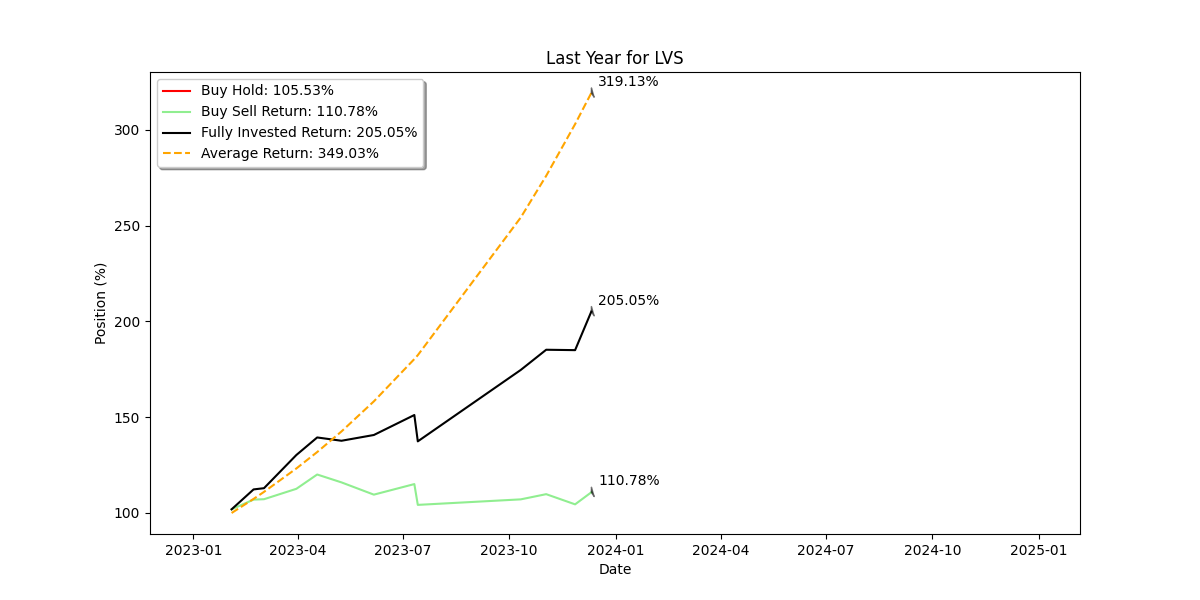 Last Year for LVS
319.13%
Buy Hold: 105.53%
Buy Sell Return: 110.78%
Fully Invested Return: 205.05%
Average Return: 349.03%
300
250
205.05%
200
150
110.78%
100
Position (%)
2023-01 2023-04 2023-07 2023-10 2024-01 2024-04 2024-07 2024-10 2025-01
Date